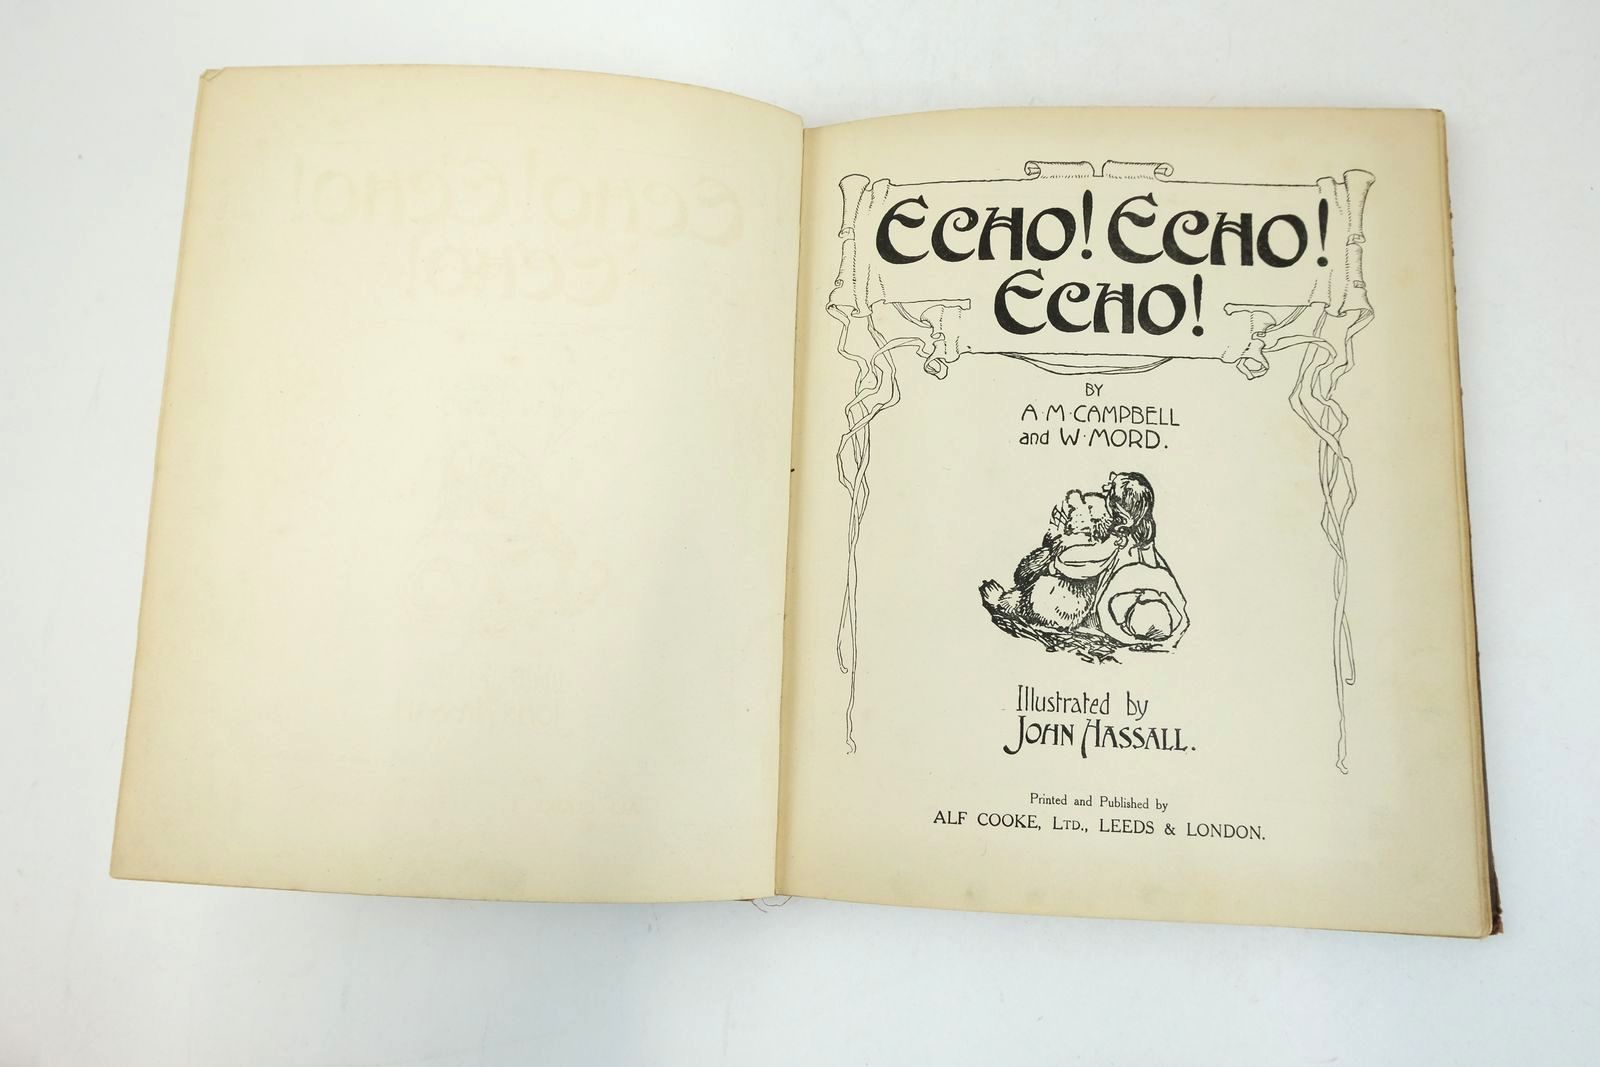 ECHO! ECHO!
ECHO!
BY
A·M·CAMPBELL
and W·MORD.
Illustrated by
JOHN HASSALL.
Printed and Published by
ALF COOKE, LTD., LEEDS & LONDON.